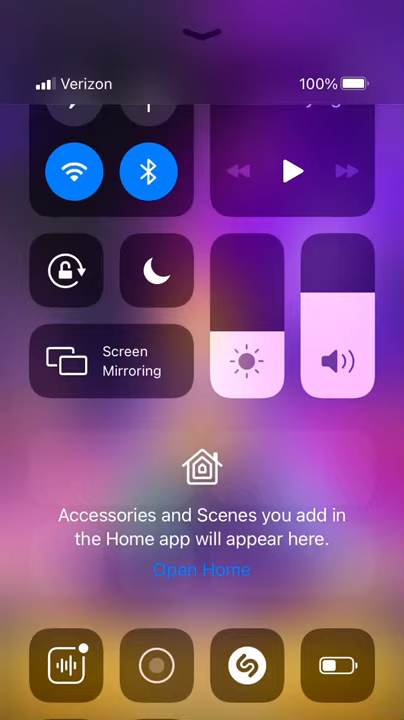 Verizon
100%
Screen
Mirroring
Accessories and Scenes you add in
the Home app will appear here.
Open Home